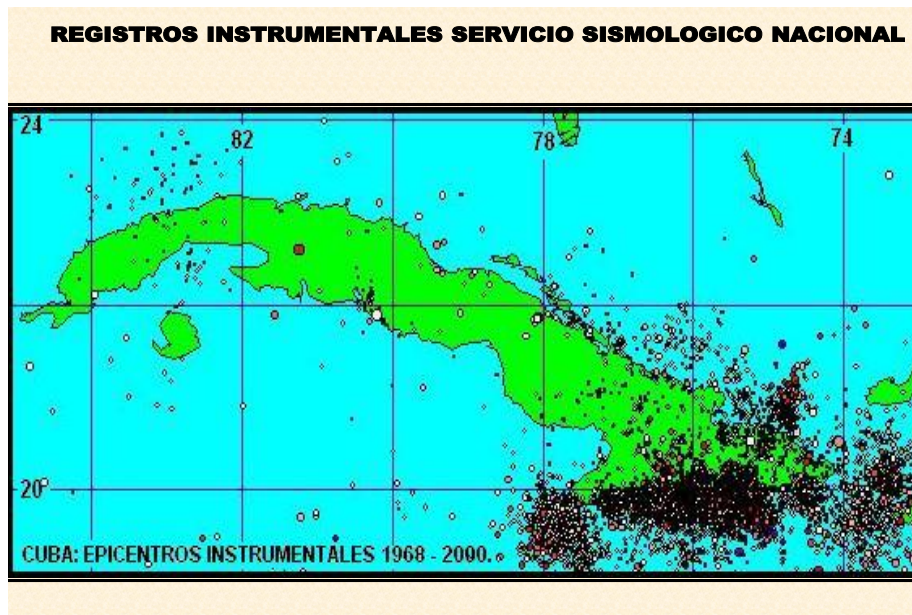 REGISTROS INSTRUMENTALES SERVICIO SISMOLOGICO NACIONAL
24
82
78
74
20
CUBA: EPICENTROS INSTRUMENTALES 1968 - 2000.